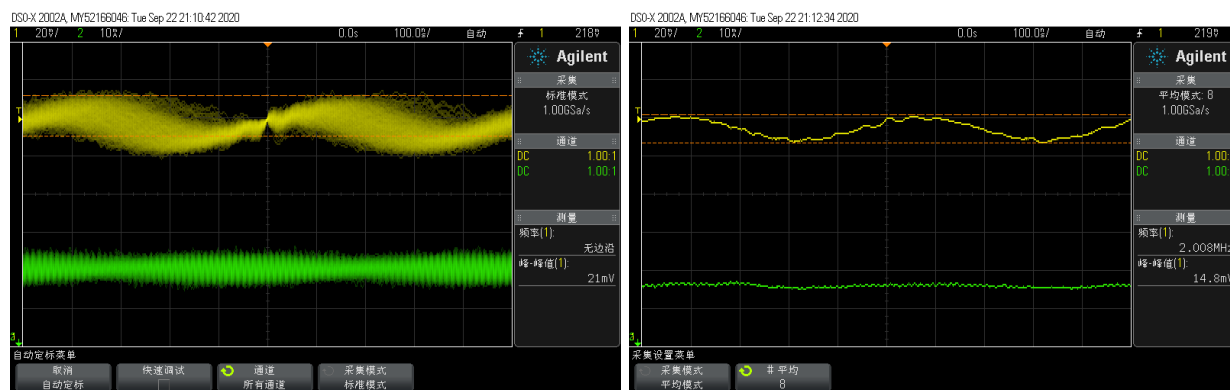 DSO-X 2002A, MY52166046: Tue Sep 22 21:10:42 2020
1 20♉/ 2 10♉/ 0.0s 100.0♉/ 自动 1 218♉
Agilent
采集
标准模式
1.00GSa/s
通道
DC 1.00:1
DC 1.00:1
测量
频率(1):
无边沿
峰-峰值(1):
21mV
T
自动定标菜单
取消
自动定标
快速调试
通道
所有通道
采集模式
标准模式
DSO-X 2002A, MY52166046: Tue Sep 22 21:12:34 2020
1 20♉/ 2 10♉/ 0.0s 100.0♉/ 自动 1 219♉
Agilent
采集
平均模式: 8
1.00GSa/s
通道
DC 1.00:
DC 1.00:
测量
频率(1):
2.008MHz
峰-峰值(1):
14.8mV
T
采集设置菜单
采集模式
平均模式
# 平均
8